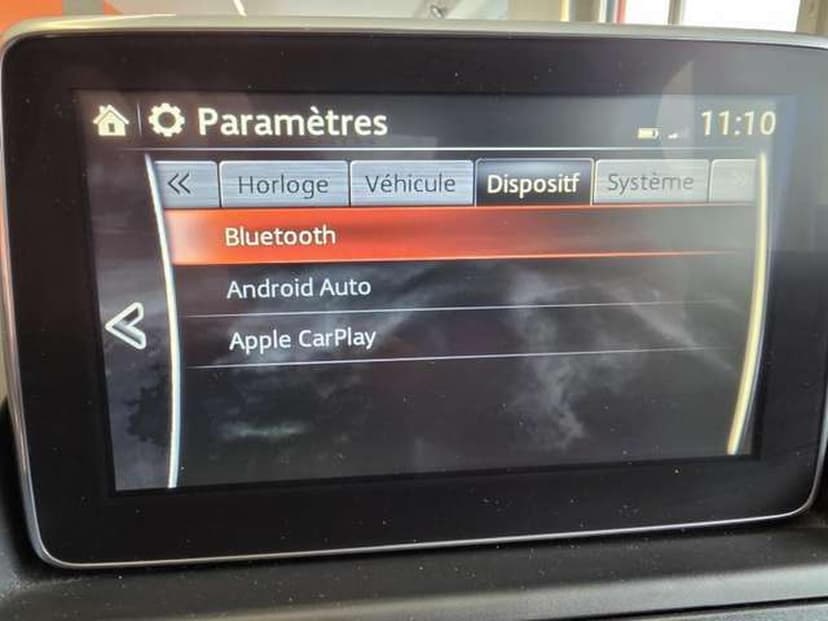 Paramètres 11:10
« Horloge Véhicule Dispositf Système »
Bluetooth
Android Auto
Apple CarPlay